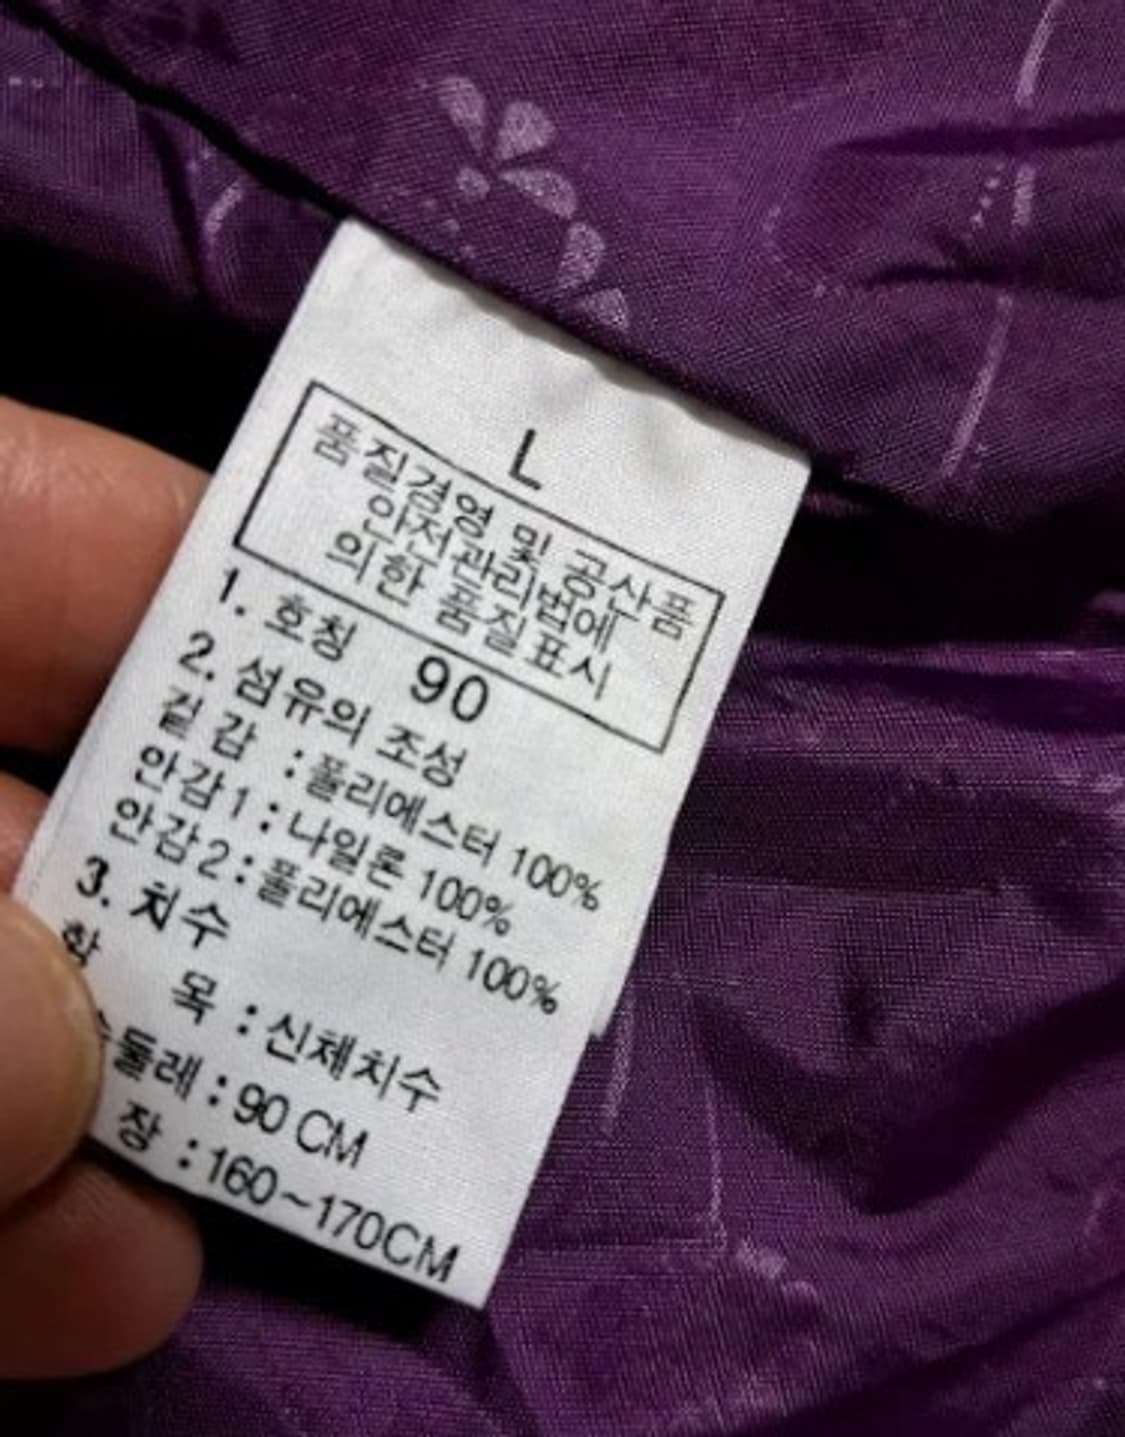 L
품질경영 및 공산품
안전관리법에
의한 품질표시
1. 호칭 90
2. 섬유의 조성
겉감 : 폴리에스터 100%
안감1 : 나일론 100%
안감2 : 폴리에스터 100%
3. 치수
항 목 : 신체치수
둘레 : 90 CM
장 : 160~170CM